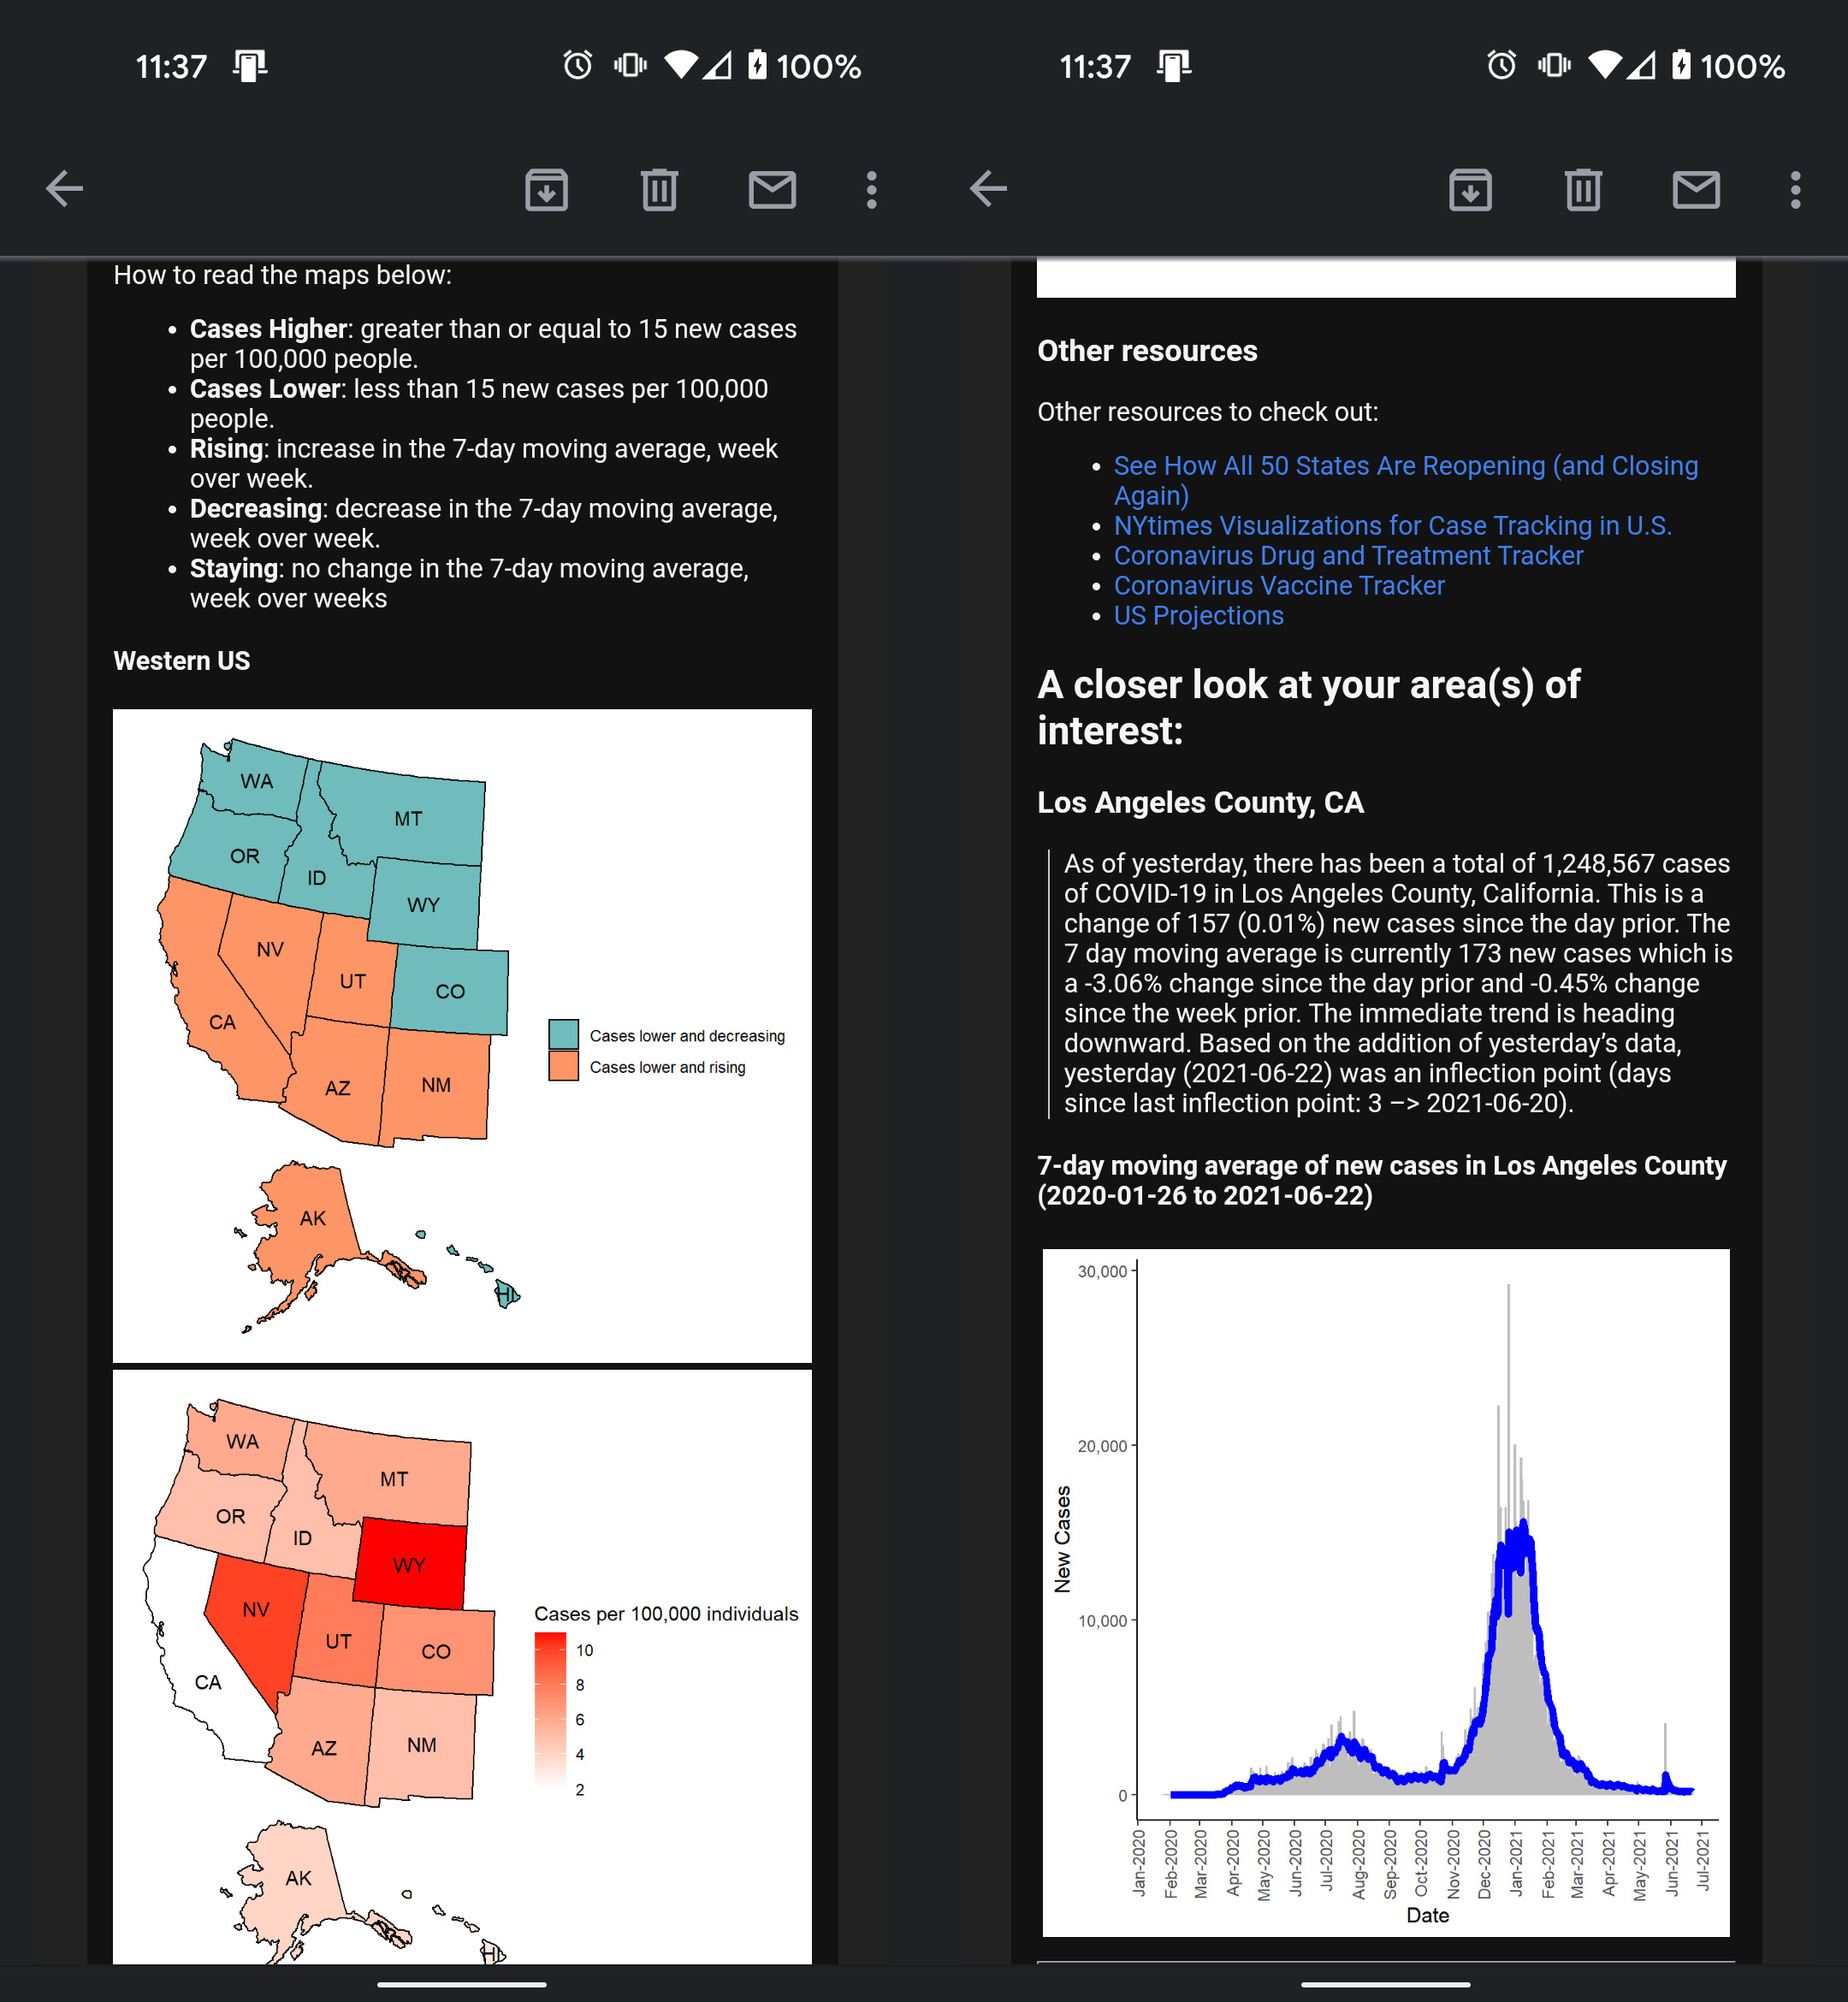 11:37
100%
How to read the maps below:
Cases Higher: greater than or equal to 15 new cases
per 100,000 people.
Cases Lower: less than 15 new cases per 100,000
people.
Rising: increase in the 7-day moving average, week
over week.
Decreasing: decrease in the 7-day moving average,
week over week.
Staying: no change in the 7-day moving average,
week over weeks
Western US
WA
MT
OR
ID
WY
NV
UT
CO
CA
AZ
NM
AK
HI
Cases lower and decreasing
Cases lower and rising
WA
MT
OR
ID
WY
NV
UT
CO
CA
AZ
NM
AK
HI
Cases per 100,000 individuals
10
8
6
4
2
11:37
100%
Other resources
Other resources to check out:
See How All 50 States Are Reopening (and Closing
Again)
NYtimes Visualizations for Case Tracking in U.S.
Coronavirus Drug and Treatment Tracker
Coronavirus Vaccine Tracker
US Projections
A closer look at your area(s) of
interest:
Los Angeles County, CA
As of yesterday, there has been a total of 1,248,567 cases
of COVID-19 in Los Angeles County, California. This is a
change of 157 (0.01%) new cases since the day prior. The
7 day moving average is currently 173 new cases which is
a -3.06% change since the day prior and -0.45% change
since the week prior. The immediate trend is heading
downward. Based on the addition of yesterday’s data,
yesterday (2021-06-22) was an inflection point (days
since last inflection point: 3 –> 2021-06-20).
7-day moving average of new cases in Los Angeles County
(2020-01-26 to 2021-06-22)
30,000
20,000
10,000
0
New Cases
Jan-2020
Feb-2020
Mar-2020
Apr-2020
May-2020
Jun-2020
Jul-2020
Aug-2020
Sep-2020
Oct-2020
Nov-2020
Dec-2020
Jan-2021
Feb-2021
Mar-2021
Apr-2021
May-2021
Jun-2021
Jul-2021
Date